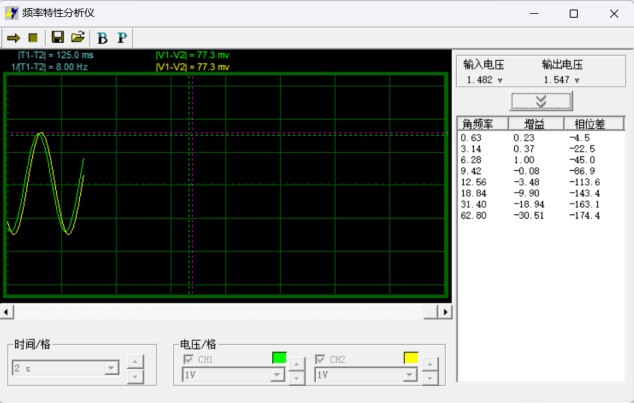 频率特性分析仪
B P
|T1-T2| = 125.0 ms |V1-V2| = 77.3 mv
1/|T1-T2| = 8.00 Hz |V1-V2| = 77.3 mv
输入电压 输出电压
1.482 v 1.547 v
角频率 增益 相位差
0.63 0.23 -4.5
3.14 0.37 -22.5
6.28 1.00 -45.0
9.42 -0.08 -86.9
12.56 -3.48 -113.6
18.84 -9.90 -143.4
31.40 -18.94 -163.1
62.80 -30.51 -174.4
时间/格 电压/格
2 s CH1 CH2
1V 1V